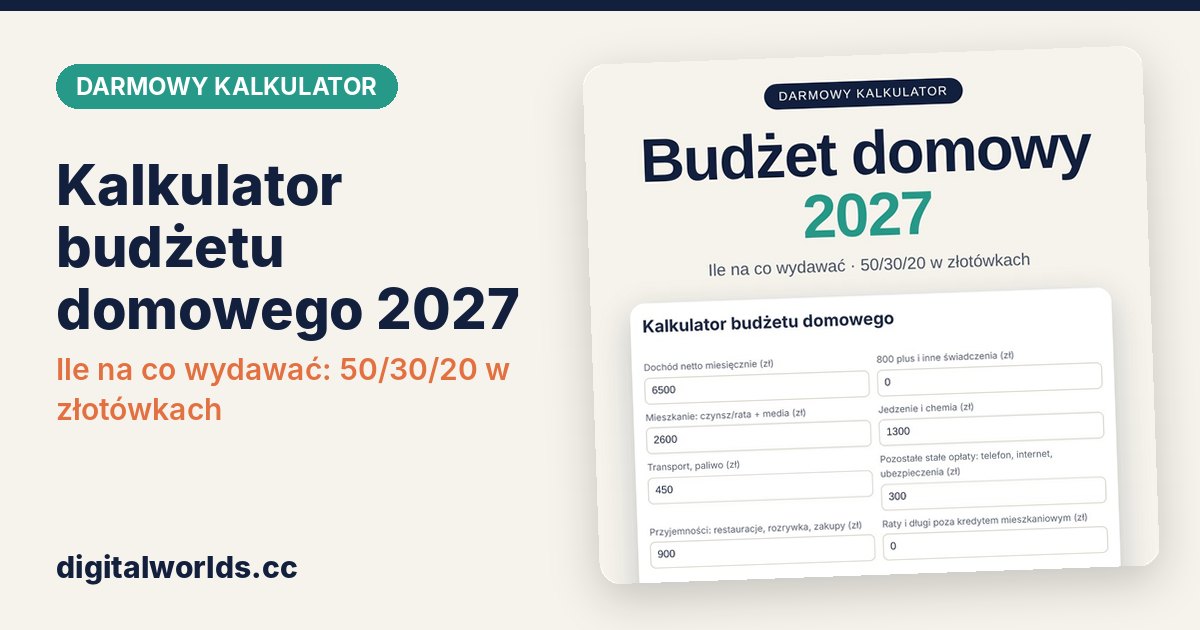 DARMOWY KALKULATOR
Kalkulator
budżetu
domowego 2027
Ile na co wydawać: 50/30/20 w
złotówkach
digitalworlds.cc
DARMOWY KALKULATOR
Budżet domowy
2027
Ile na co wydawać · 50/30/20 w złotówkach
Kalkulator budżetu domowego
Dochód netto miesięcznie (zł)
6500
800 plus i inne świadczenia (zł)
0
Mieszkanie: czynsz/rata + media (zł)
2600
Jedzenie i chemia (zł)
1300
Transport, paliwo (zł)
450
Pozostałe stałe opłaty: telefon, internet,
ubezpieczenia (zł)
300
Przyjemności: restauracje, rozrywka, zakupy (zł)
900
Raty i długi poza kredytem mieszkaniowym (zł)
0